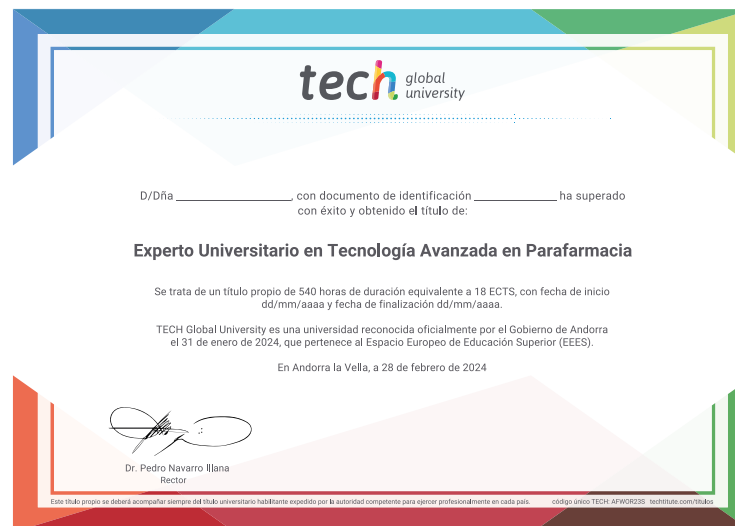 tech global university
D/Dña ____________________, con documento de identificación ______________ ha superado
con éxito y obtenido el título de:
Experto Universitario en Tecnología Avanzada en Parafarmacia
Se trata de un título propio de 540 horas de duración equivalente a 18 ECTS, con fecha de inicio
dd/mm/aaaa y fecha de finalización dd/mm/aaaa.
TECH Global University es una universidad reconocida oficialmente por el Gobierno de Andorra
el 31 de enero de 2024, que pertenece al Espacio Europeo de Educación Superior (EEES).
En Andorra la Vella, a 28 de febrero de 2024
Dr. Pedro Navarro Illana
Rector
Este título propio se deberá acompañar siempre del título universitario habilitante expedido por la autoridad competente para ejercer profesionalmente en cada país. código único TECH: AFWOR23S techtitute.com/titulos